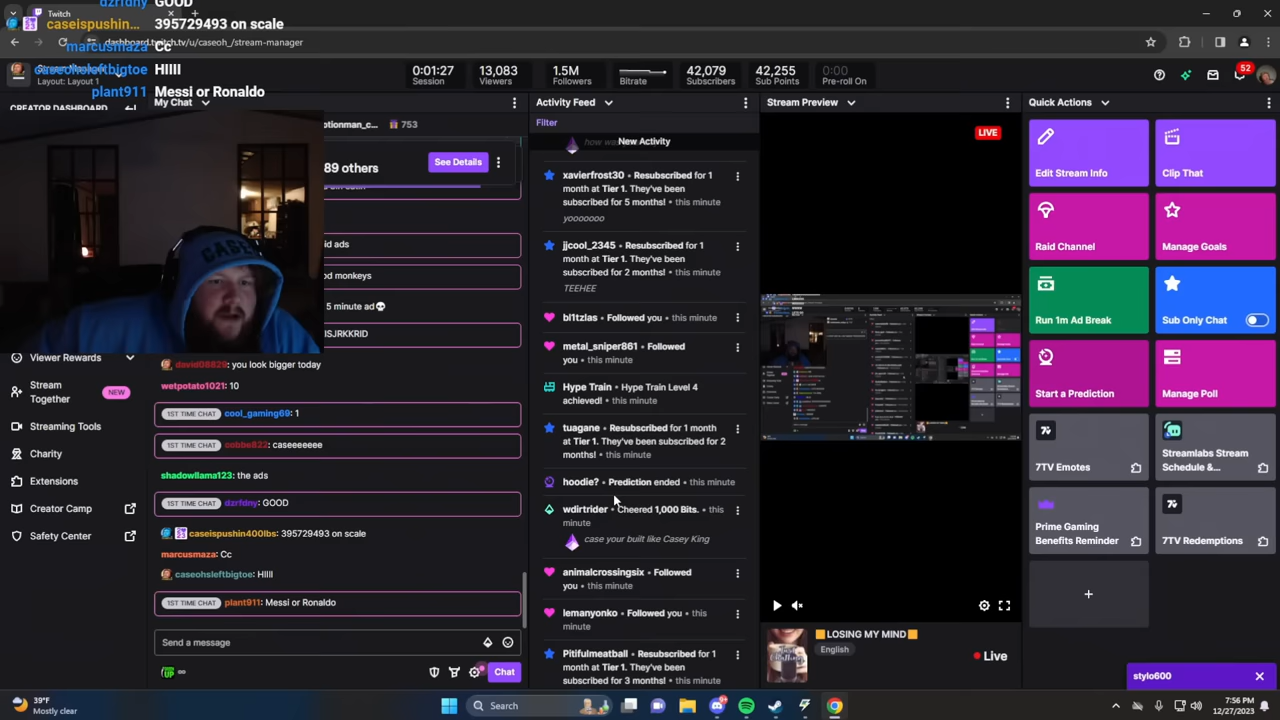 dzrfdny GOOD
Twitch
caseispushin... 395729493 on scale
dashboard.twitch.tv/u/caseoh_/stream-manager
marcusmaza Cc
caseohsleftbigtoe HIIII
plant911 Messi or Ronaldo
Layout: Layout 1
0:01:27
Session
13,083
Viewers
1.5M
Followers
Bitrate
42,079
Subscribers
42,255
Sub Points
0:00
Pre-roll On
52
CREATOR DASHBOARD
My Chat
ptionman_c... 753
89 others
See Details
id ads
od monkeys
5 minute ad💀
SJRKKRID
Viewer Rewards
Stream
Together
NEW
Streaming Tools
Charity
Extensions
Creator Camp
Safety Center
you look bigger dan
wetpotato1021: 10
1ST TIME CHAT cool_gaming69: 1
1ST TIME CHAT cobbe822: caseeeeeee
shadowllama123: the ads
1ST TIME CHAT dzrfdny: GOOD
caseispushin400lbs: 395729493 on scale
marcusmaza: Cc
caseohsleftbigtoe: HIIII
1ST TIME CHAT plant911: Messi or Ronaldo
Send a message
Chat
Activity Feed
Filter
New Activity
xavierfrost30 • Resubscribed for 1
month at Tier 1. They've been
subscribed for 5 months! • this minute
yooooooo
jjcool_2345 • Resubscribed for 1
month at Tier 1. They've been
subscribed for 2 months! • this minute
TEEHEE
bl1tzlas • Followed you • this minute
metal_sniper861 • Followed
you • this minute
Hype Train • Hype Train Level 4
achieved! • this minute
tuagane • Resubscribed for 1 month
at Tier 1. They've been subscribed for 2
months! • this minute
hoodie? • Prediction ended • this minute
wdirtrider • Cheered 1,000 Bits. • this
minute
case your built like Casey King
animalcrossingsix • Followed
you • this minute
lemanyonko • Followed you • this
minute
Pitifulmeatball • Resubscribed for 1
month at Tier 1. They've been
subscribed for 3 months! • this minute
Stream Preview
LIVE
🟧LOSING MY MIND🟧
English
Live
Quick Actions
Edit Stream Info
Clip That
Raid Channel
Manage Goals
Run 1m Ad Break
Sub Only Chat
Start a Prediction
Manage Poll
7TV Emotes
Streamlabs Stream
Schedule &...
Prime Gaming
Benefits Reminder
7TV Redemptions
stylo600
39°F
Mostly clear
Search
7:56 PM
12/27/2023